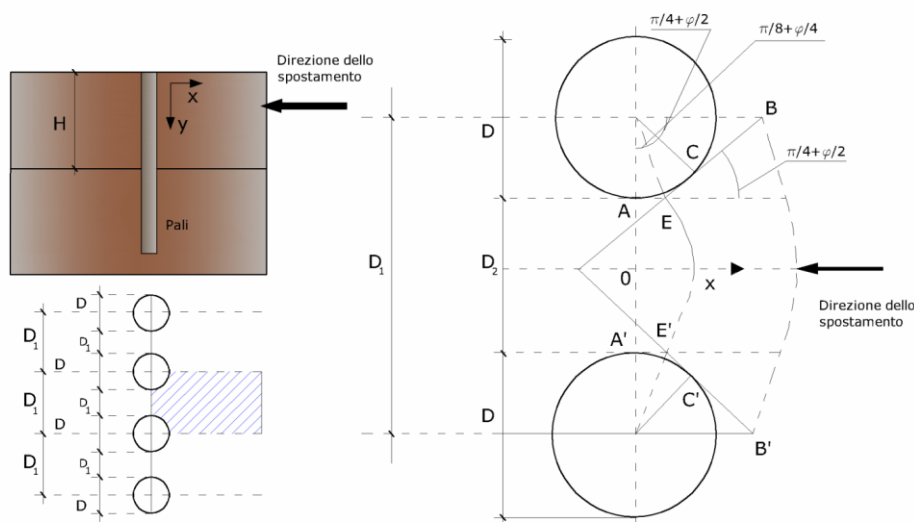 Direzione dello
spostamento
H
x
y
Pali
D
D1
D1
D
D1
D1
D
D1
D1
D
π/4+φ/2
π/8+φ/4
D
B
C
π/4+φ/2
A
E
D1
D2
0
x
Direzione dello
spostamento
A'
E'
C'
D
B'